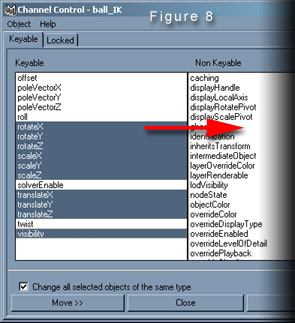 Channel Control - ball_IK
Figure 8
Object Help
Keyable Locked
Keyable
offset
poleVectorX
poleVectorY
poleVectorZ
roll
rotateX
rotateY
rotateZ
scaleX
scaleY
scaleZ
solverEnable
translateX
translateY
translateZ
twist
visibility
Non Keyable
caching
displayHandle
displayLocalAxis
displayRotatePivot
displayScalePivot
identification
inheritsTransform
intermediateObject
layerOverrideColor
layerRenderable
lodVisibility
nodeState
objectColor
overrideColor
overrideDisplayType
overrideEnabled
overrideLevelOfDetail
overridePlayback
Change all selected objects of the same type
Move >>
Close